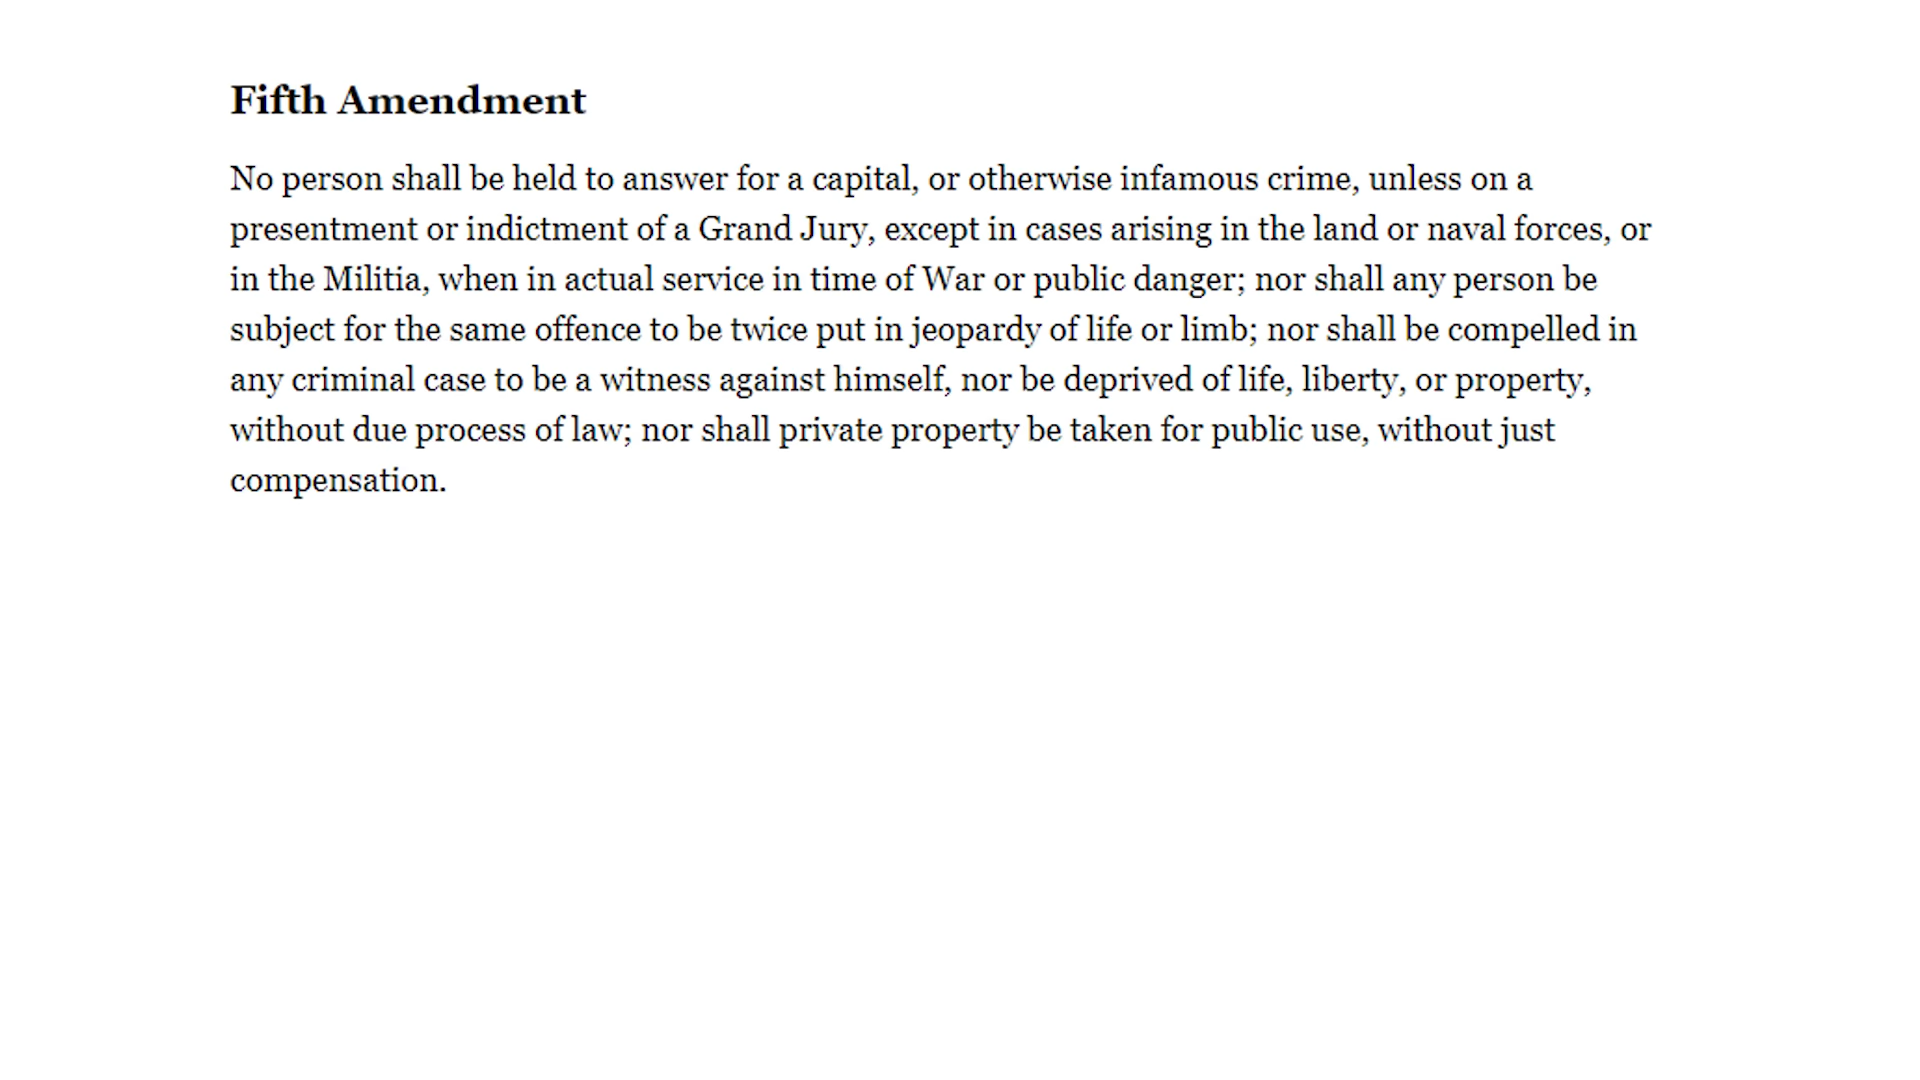 Fifth Amendment
No person shall be held to answer for a capital, or otherwise infamous crime, unless on a
presentment or indictment of a Grand Jury, except in cases arising in the land or naval forces, or
in the Militia, when in actual service in time of War or public danger; nor shall any person be
subject for the same offence to be twice put in jeopardy of life or limb; nor shall be compelled in
any criminal case to be a witness against himself, nor be deprived of life, liberty, or property,
without due process of law; nor shall private property be taken for public use, without just
compensation.